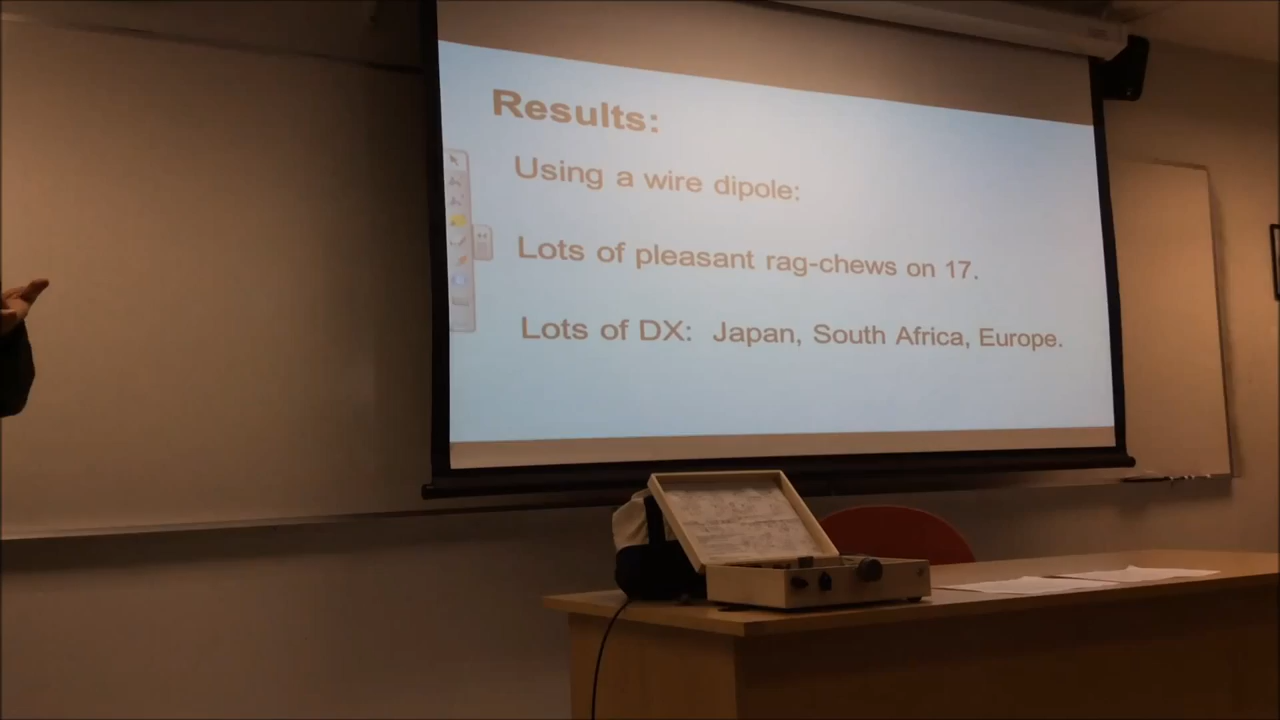 Results:
Using a wire dipole:
Lots of pleasant rag-chews on 17.
Lots of DX: Japan, South Africa, Europe.